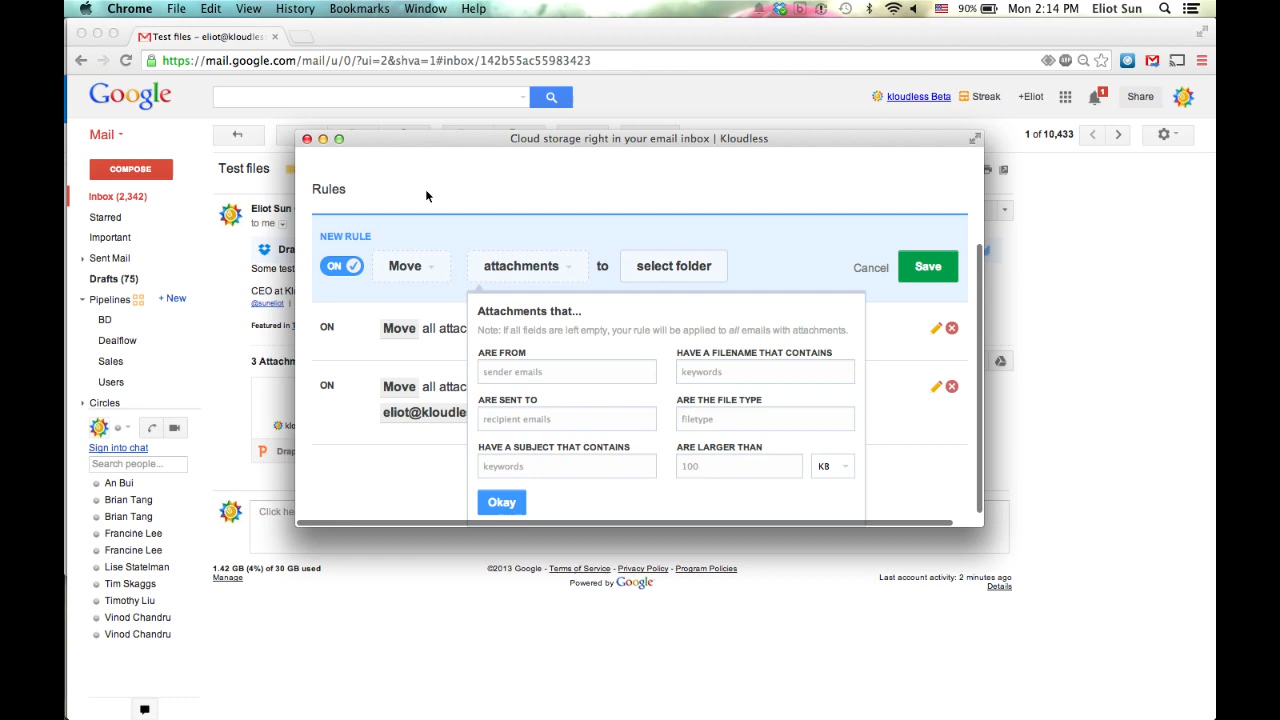 Chrome File Edit View History Bookmarks Window Help 90% Mon 2:14 PM Eliot Sun
Test files - eliot@kloudles
https://mail.google.com/mail/u/0/?ui=2&shva=1#inbox/142b55ac55983423
Google kloudless Beta Streak +Eliot 1 Share
Mail 1 of 10,433
Cloud storage right in your email inbox | Kloudless
COMPOSE Test files
Inbox (2,342)
Starred
Important
Sent Mail
Drafts (75)
Pipelines + New
BD
Dealflow
Sales
Users
Circles
Sign into chat
Search people...
An Bui
Brian Tang
Brian Tang
Francine Lee
Francine Lee
Lise Statelman
Tim Skaggs
Timothy Liu
Vinod Chandru
Vinod Chandru
Eliot Sun
to me
Dra
Some test
CEO at Kl
@suneliot |
Featured in
3 Attachm
klo
P Drap
Click here
Rules
NEW RULE
ON Move attachments to select folder Cancel Save
Attachments that...
Note: If all fields are left empty, your rule will be applied to all emails with attachments.
ON Move all attac
ARE FROM HAVE A FILENAME THAT CONTAINS
sender emails keywords
ON Move all attac
eliot@kloudles
ARE SENT TO ARE THE FILE TYPE
recipient emails filetype
HAVE A SUBJECT THAT CONTAINS ARE LARGER THAN
keywords 100 KB
Okay
1.42 GB (4%) of 30 GB used
Manage
©2013 Google - Terms of Service - Privacy Policy - Program Policies
Powered by Google
Last account activity: 2 minutes ago
Details